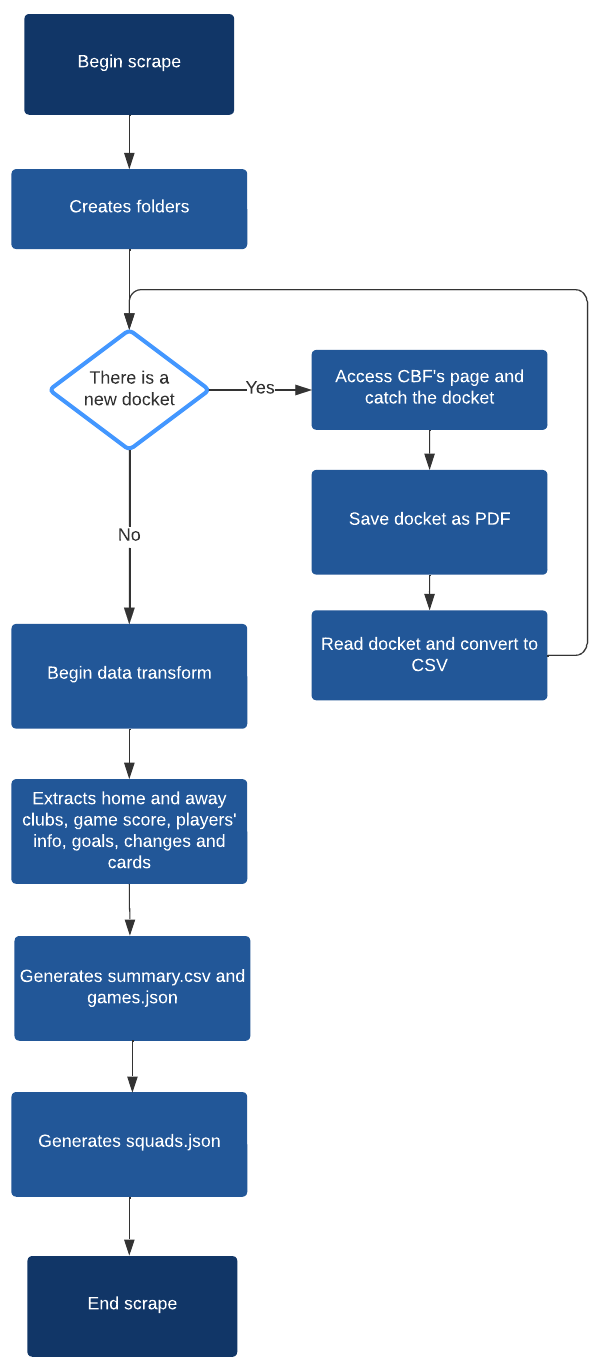 Begin scrape
Creates folders
There is a
new docket
Yes
Access CBF's page and
catch the docket
Save docket as PDF
Read docket and convert to
CSV
No
Begin data transform
Extracts home and away
clubs, game score, players'
info, goals, changes and
cards
Generates summary.csv and
games.json
Generates squads.json
End scrape